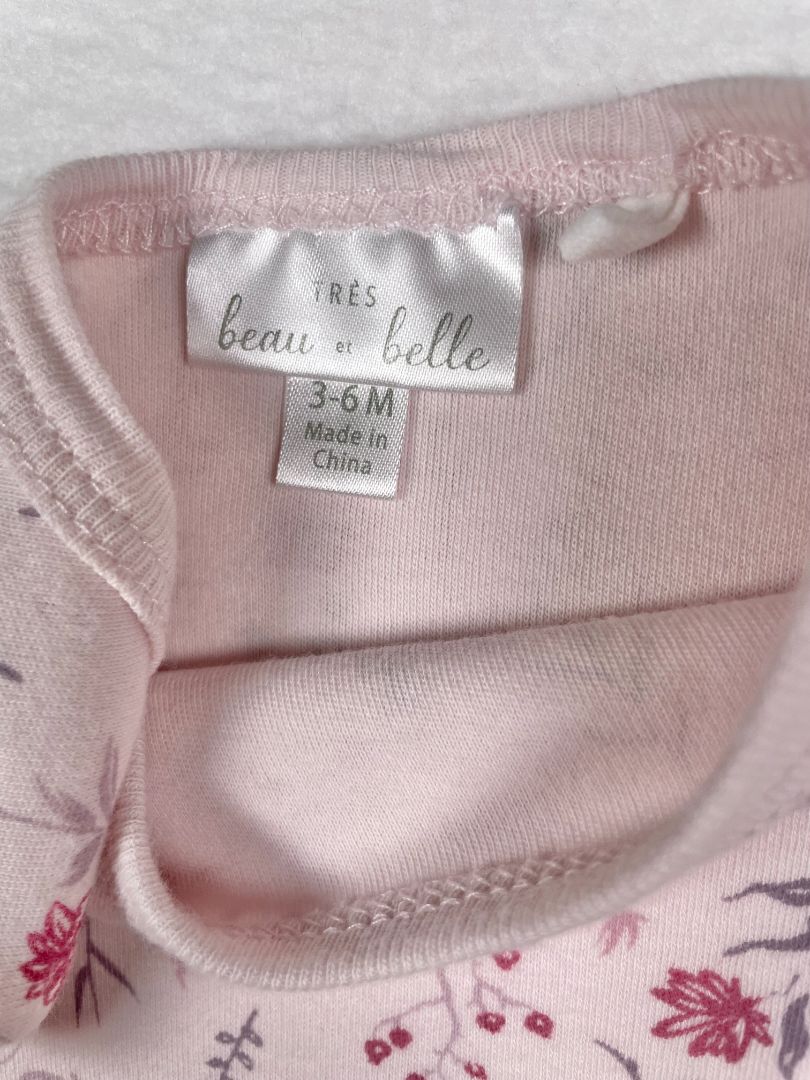 TRÈS
beau et belle
3-6 M
Made in
China